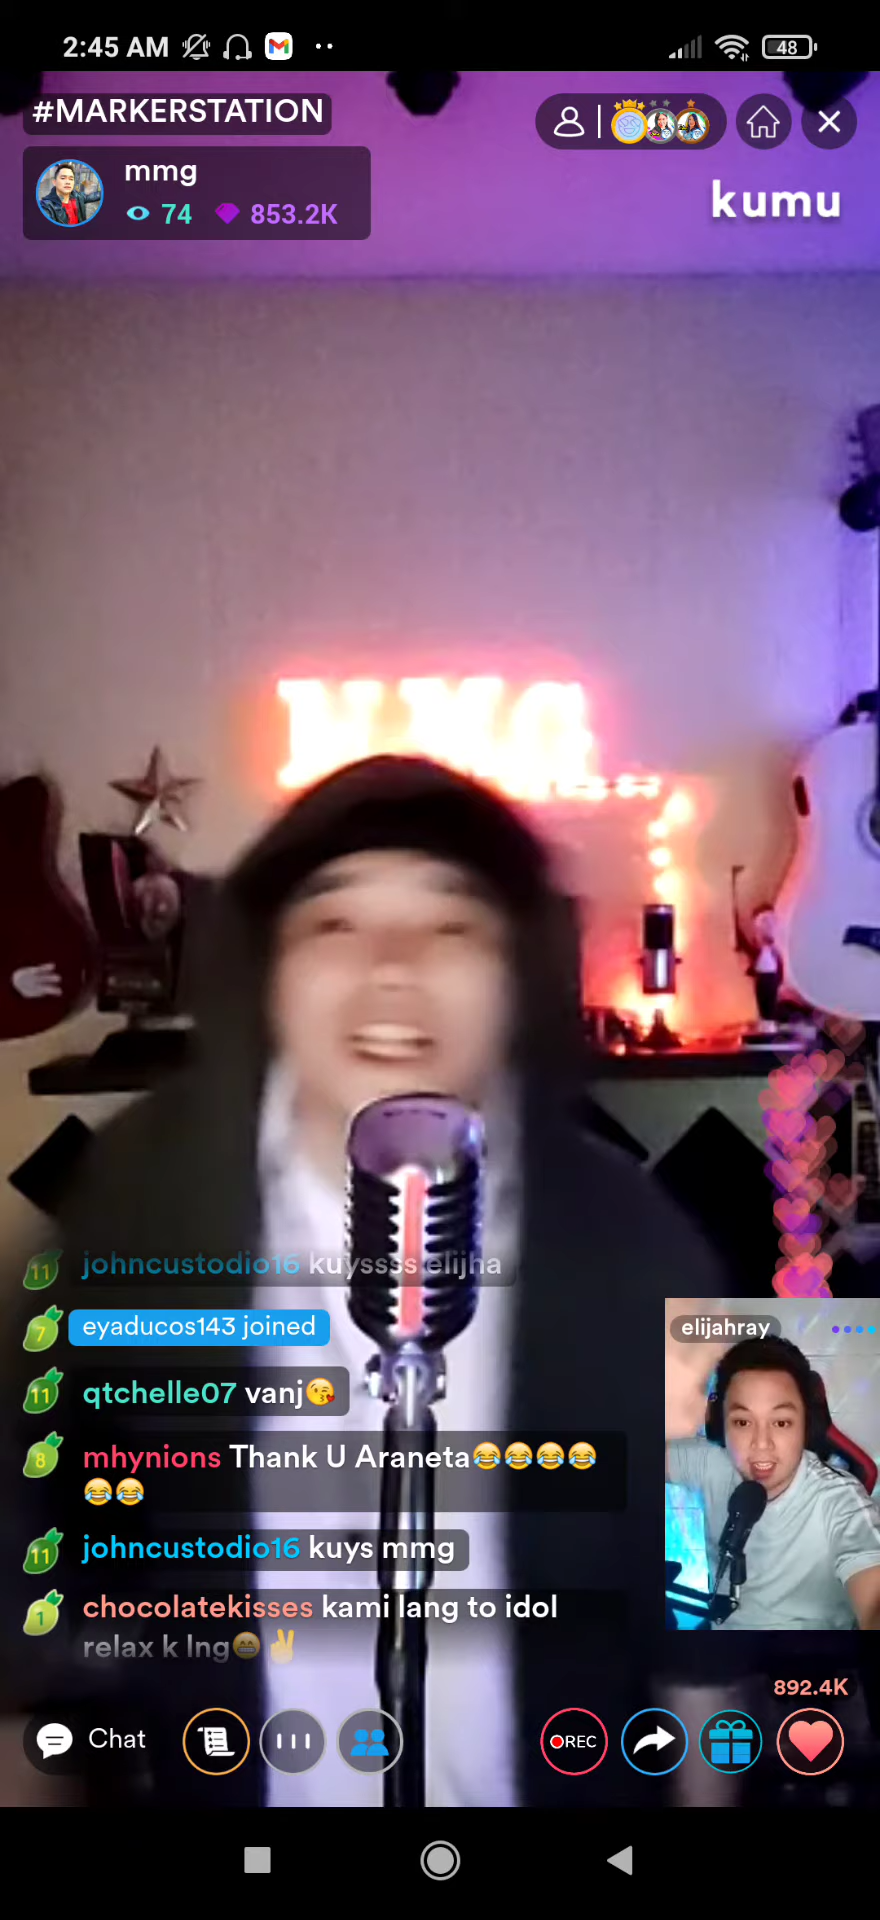 2:45 AM
48
#MARKERSTATION
mmg
74 853.2K
kumu
MMG
11 johncustodio16 kuyssss elijha
7 eyaducos143 joined
elijahray
11 qtchelle07 vanj😘
8 mhynions Thank U Araneta😂😂😂😂
😂😂
11 johncustodio16 kuys mmg
1 chocolatekisses kami lang to idol
relax k lng😁✌
892.4K
Chat
REC